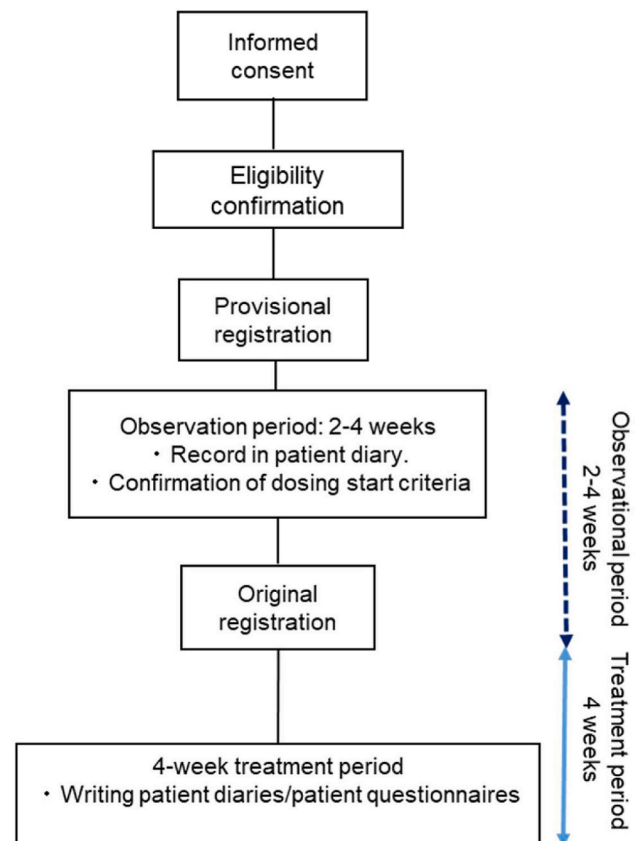 Informed
consent
Eligibility
confirmation
Provisional
registration
Observation period: 2-4 weeks
・Record in patient diary.
・Confirmation of dosing start criteria
Observational period
2-4 weeks
Original
registration
Treatment period
4 weeks
4-week treatment period
・Writing patient diaries/patient questionnaires